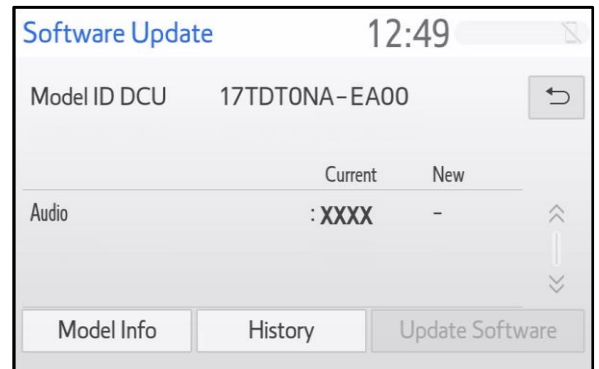 Software Update 12:49
Model ID DCU 17TDT0NA-EA00
Current New
Audio : XXXX -
Model Info History Update Software